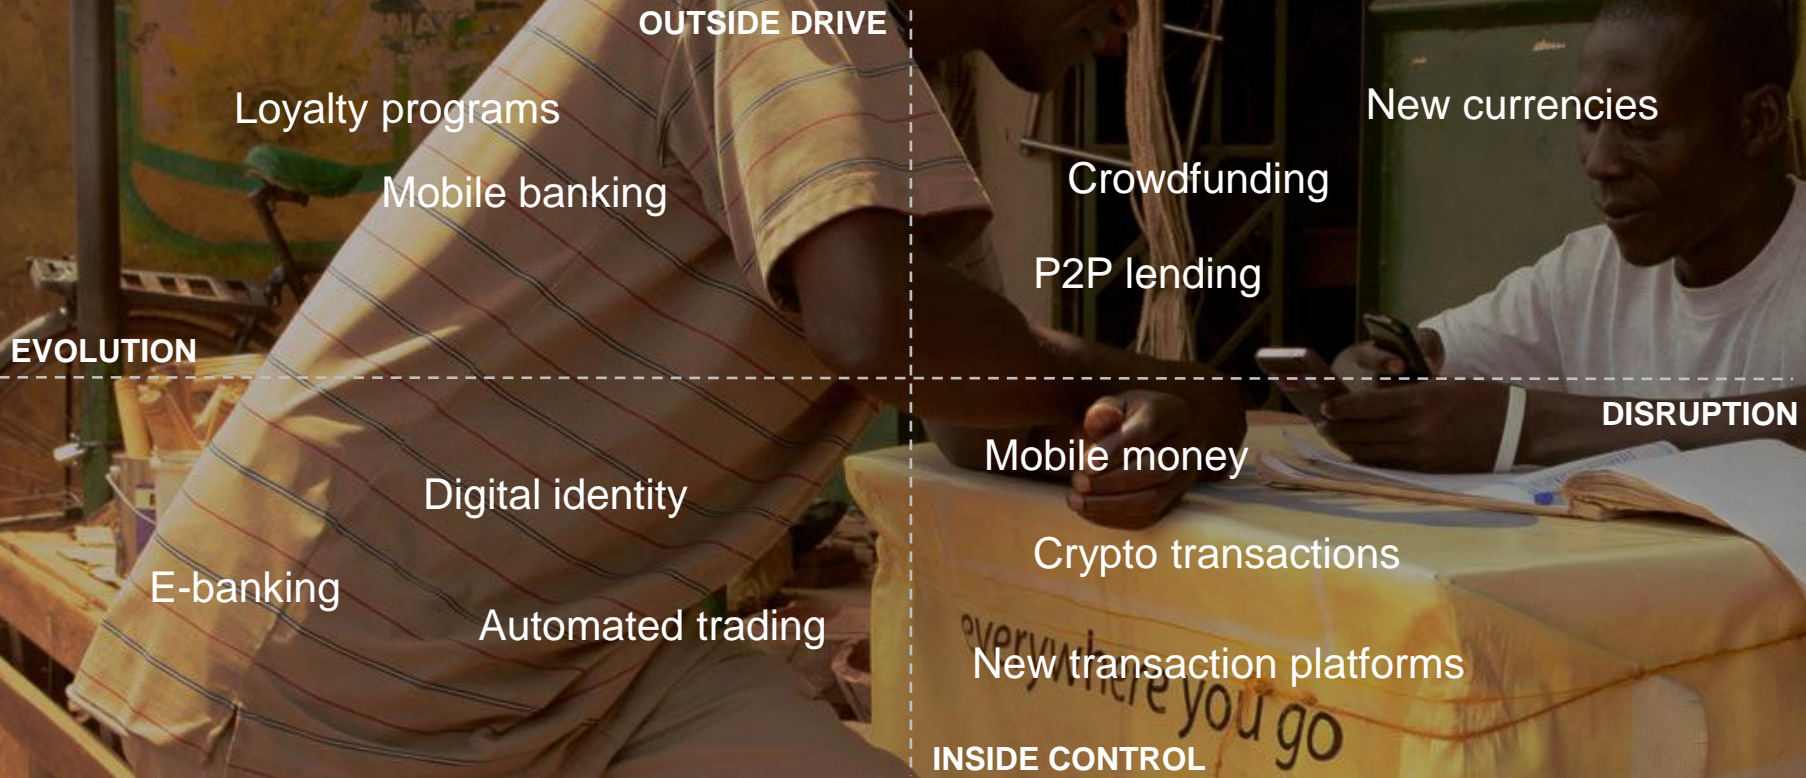 OUTSIDE DRIVE
Loyalty programs
New currencies
Mobile banking
Crowdfunding
P2P lending
EVOLUTION
DISRUPTION
Mobile money
Digital identity
Crypto transactions
E-banking
Automated trading
everywhere you go
New transaction platforms
INSIDE CONTROL